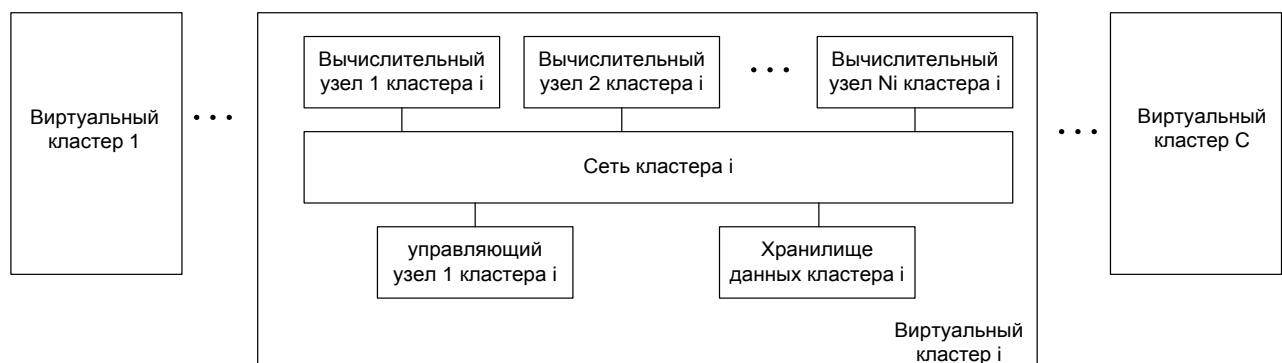 Виртуальный
кластер 1
• • •
Вычислительный
узел 1 кластера i
Вычислительный
узел 2 кластера i
• • •
Вычислительный
узел Ni кластера i
Сеть кластера i
управляющий
узел 1 кластера i
Хранилище
данных кластера i
Виртуальный
кластер i
• • •
Виртуальный
кластер C